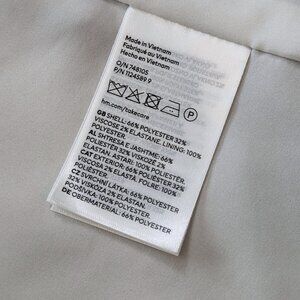 Made in Vietnam
Fabriqué au Vietnam
Hecho en Vietnam
O/N 748105
P/N 1124589 9
hm.com/takecare
GB SHELL: 66% POLYESTER 32%
VISCOSE 2% ELASTANE. LINING: 100%
POLYESTER
AL SHTRESA E JASHTME: 66%
POLIESTER 32% VISKOZË 2%
ELASTAN. ASTARI: 100% POLIESTER
CAT EXTERIOR: 66% POLIÈSTER 32%
VISCOSA 2% ELASTÀ. FOLRE: 100%
POLIÈSTER
CZ SVRCHNÍ LÁTKA: 66% POLYESTER
32% VISKÓZA 2% ELASTAN.
PODŠÍVKA: 100% POLYESTER
DE OBERMATERIAL: 66% POLYESTER